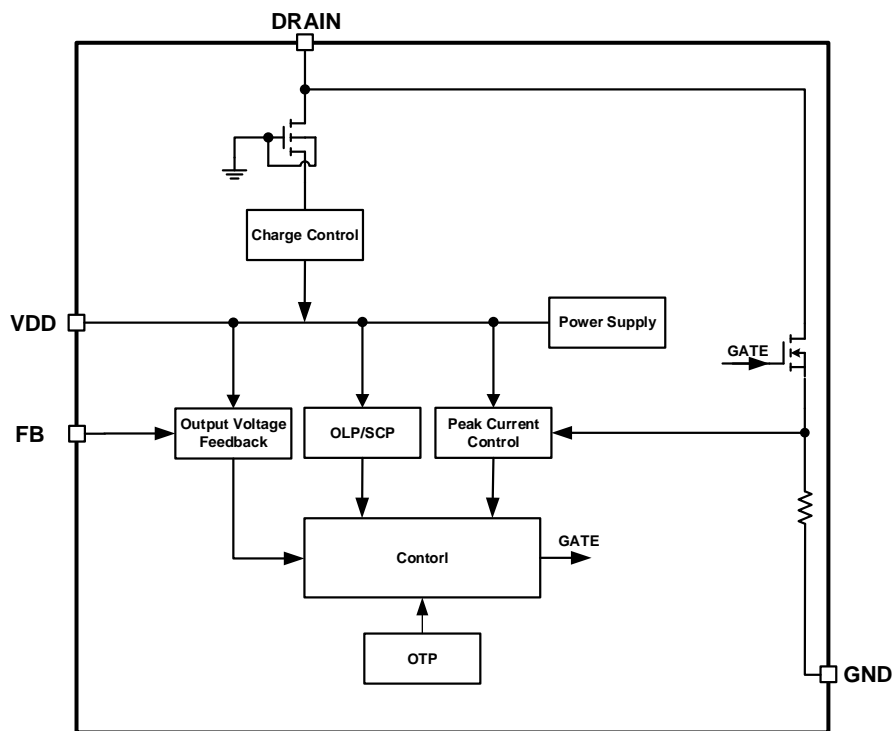 DRAIN
Charge Control
VDD
Power Supply
GATE
FB
Output Voltage
Feedback
OLP/SCP
Peak Current
Control
Contorl
GATE
OTP
GND